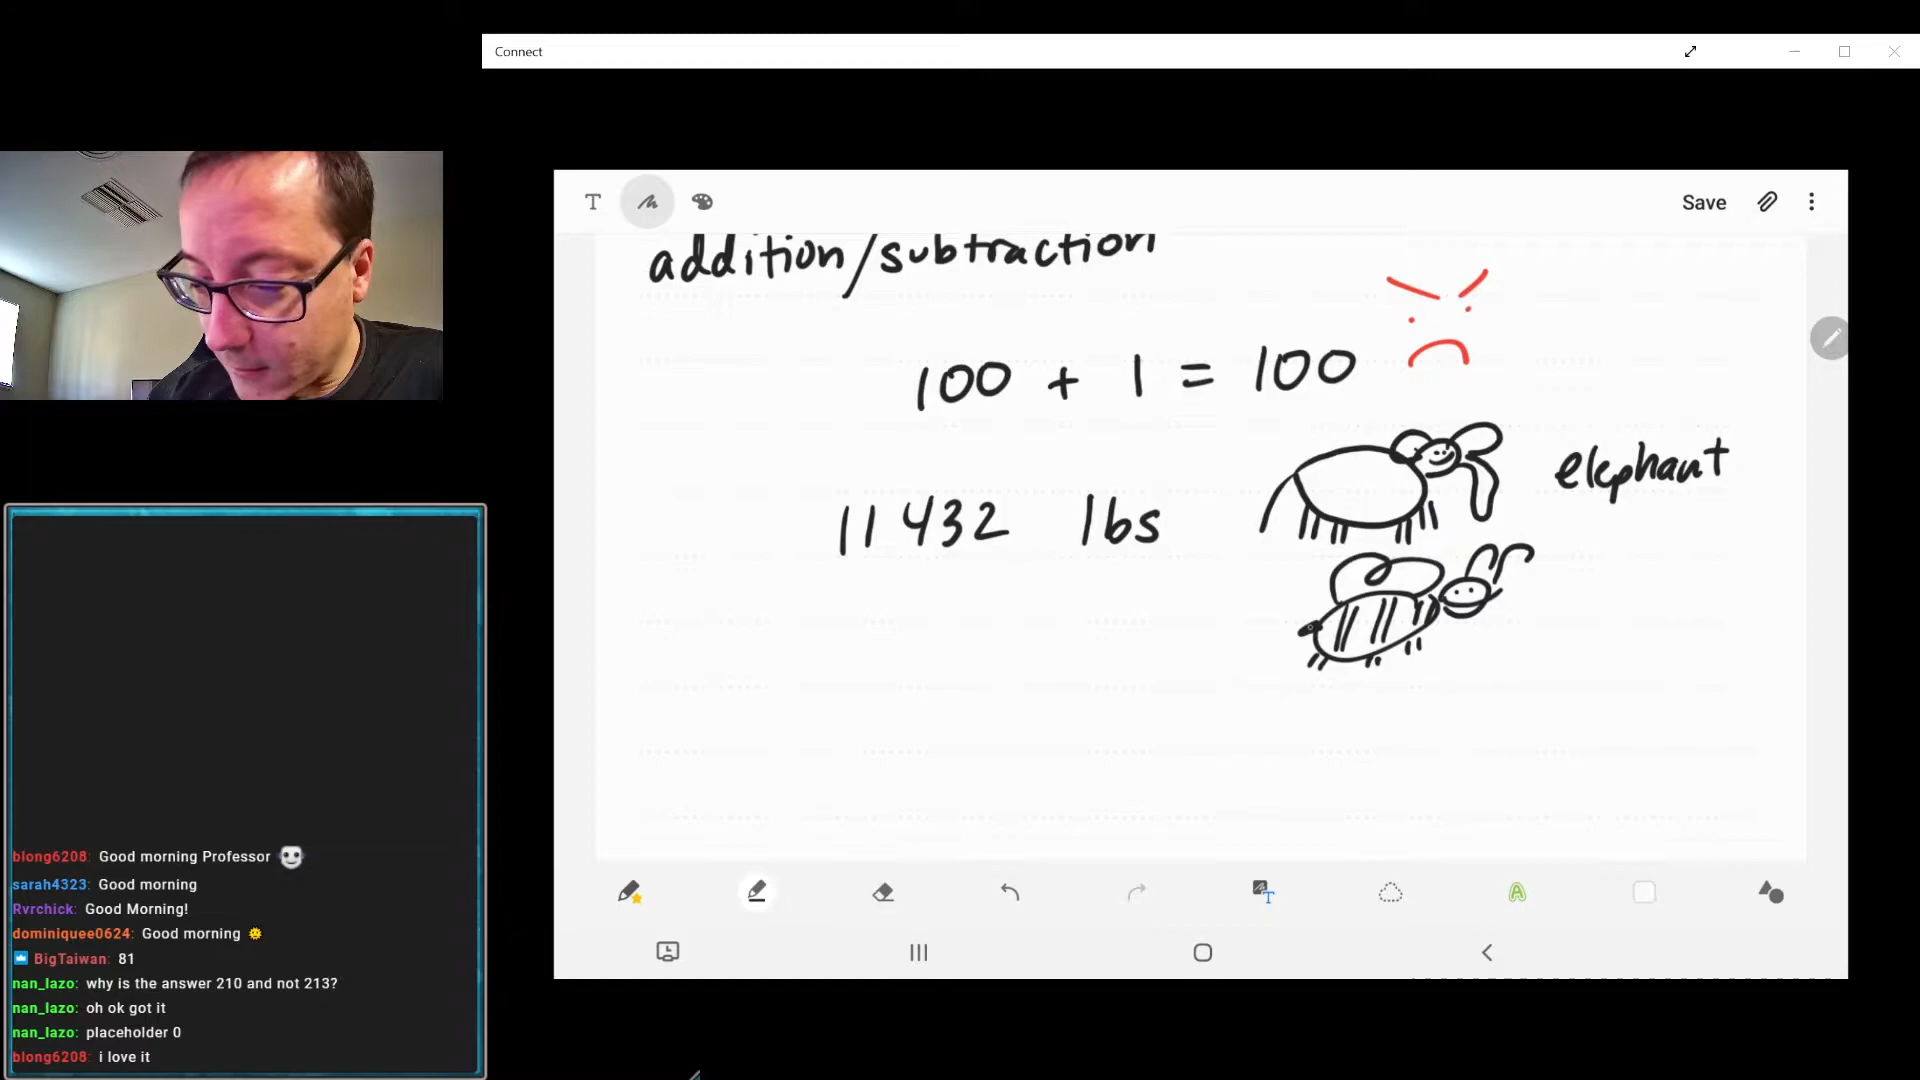 Connect
T
Save
addition/subtraction
100 + 1 = 100
11432 lbs
elephant
blong6208: Good morning Professor
sarah4323: Good morning
Rvrchick: Good Morning!
dominiquee0624: Good morning
BigTaiwan: 81
nan_lazo: why is the answer 210 and not 213?
nan_lazo: oh ok got it
nan_lazo: placeholder 0
blong6208: i love it